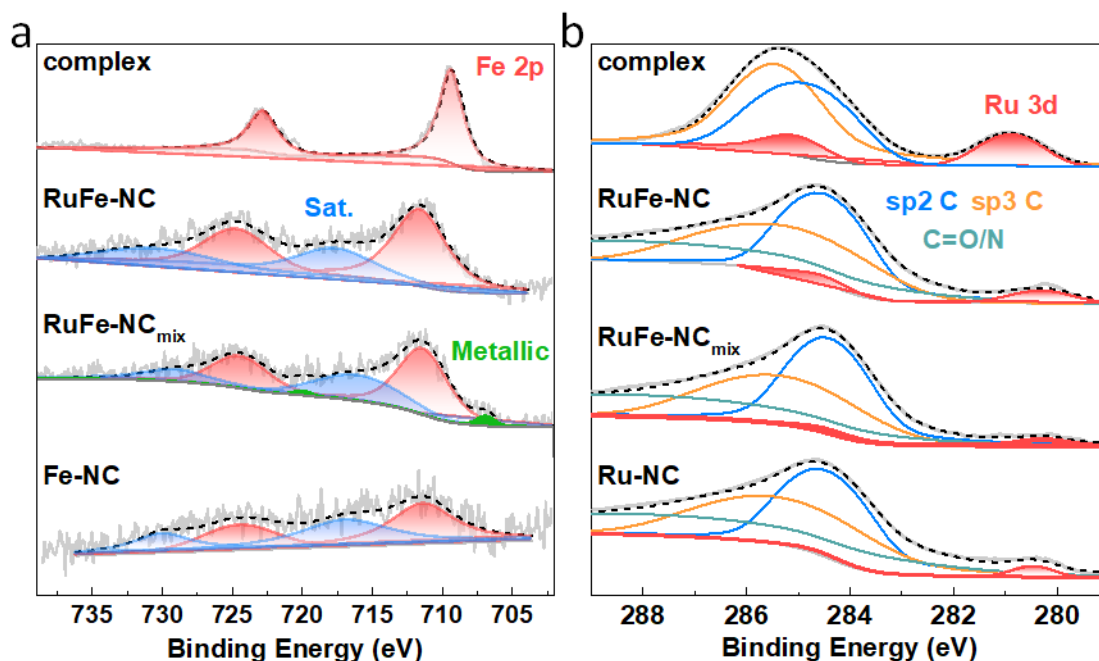 a
complex
Fe 2p
RuFe-NC
Sat.
RuFe-NCmix
Metallic
Fe-NC
735 730 725 720 715 710 705
Binding Energy (eV)
b
complex
Ru 3d
RuFe-NC
sp2 C sp3 C
C=O/N
RuFe-NCmix
Ru-NC
288 286 284 282 280
Binding Energy (eV)